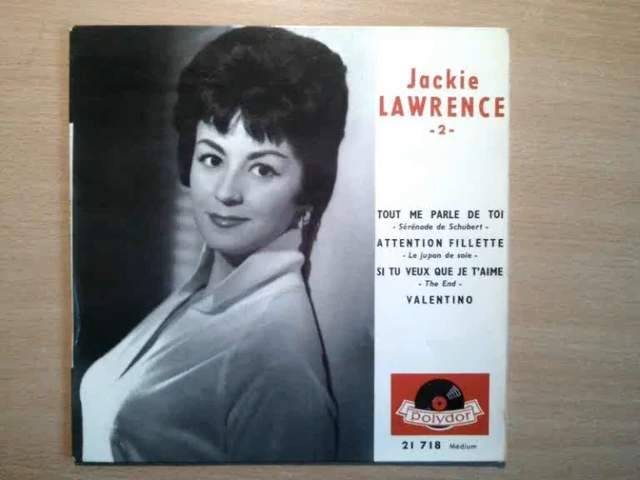 Jackie
LAWRENCE
-2-
TOUT ME PARLE DE TOI
- Sérénade de Schubert -
ATTENTION FILLETTE
- Le jupon de soie -
SI TU VEUX QUE JE T'AIME
- The End -
VALENTINO
polydor
21 718 Médium